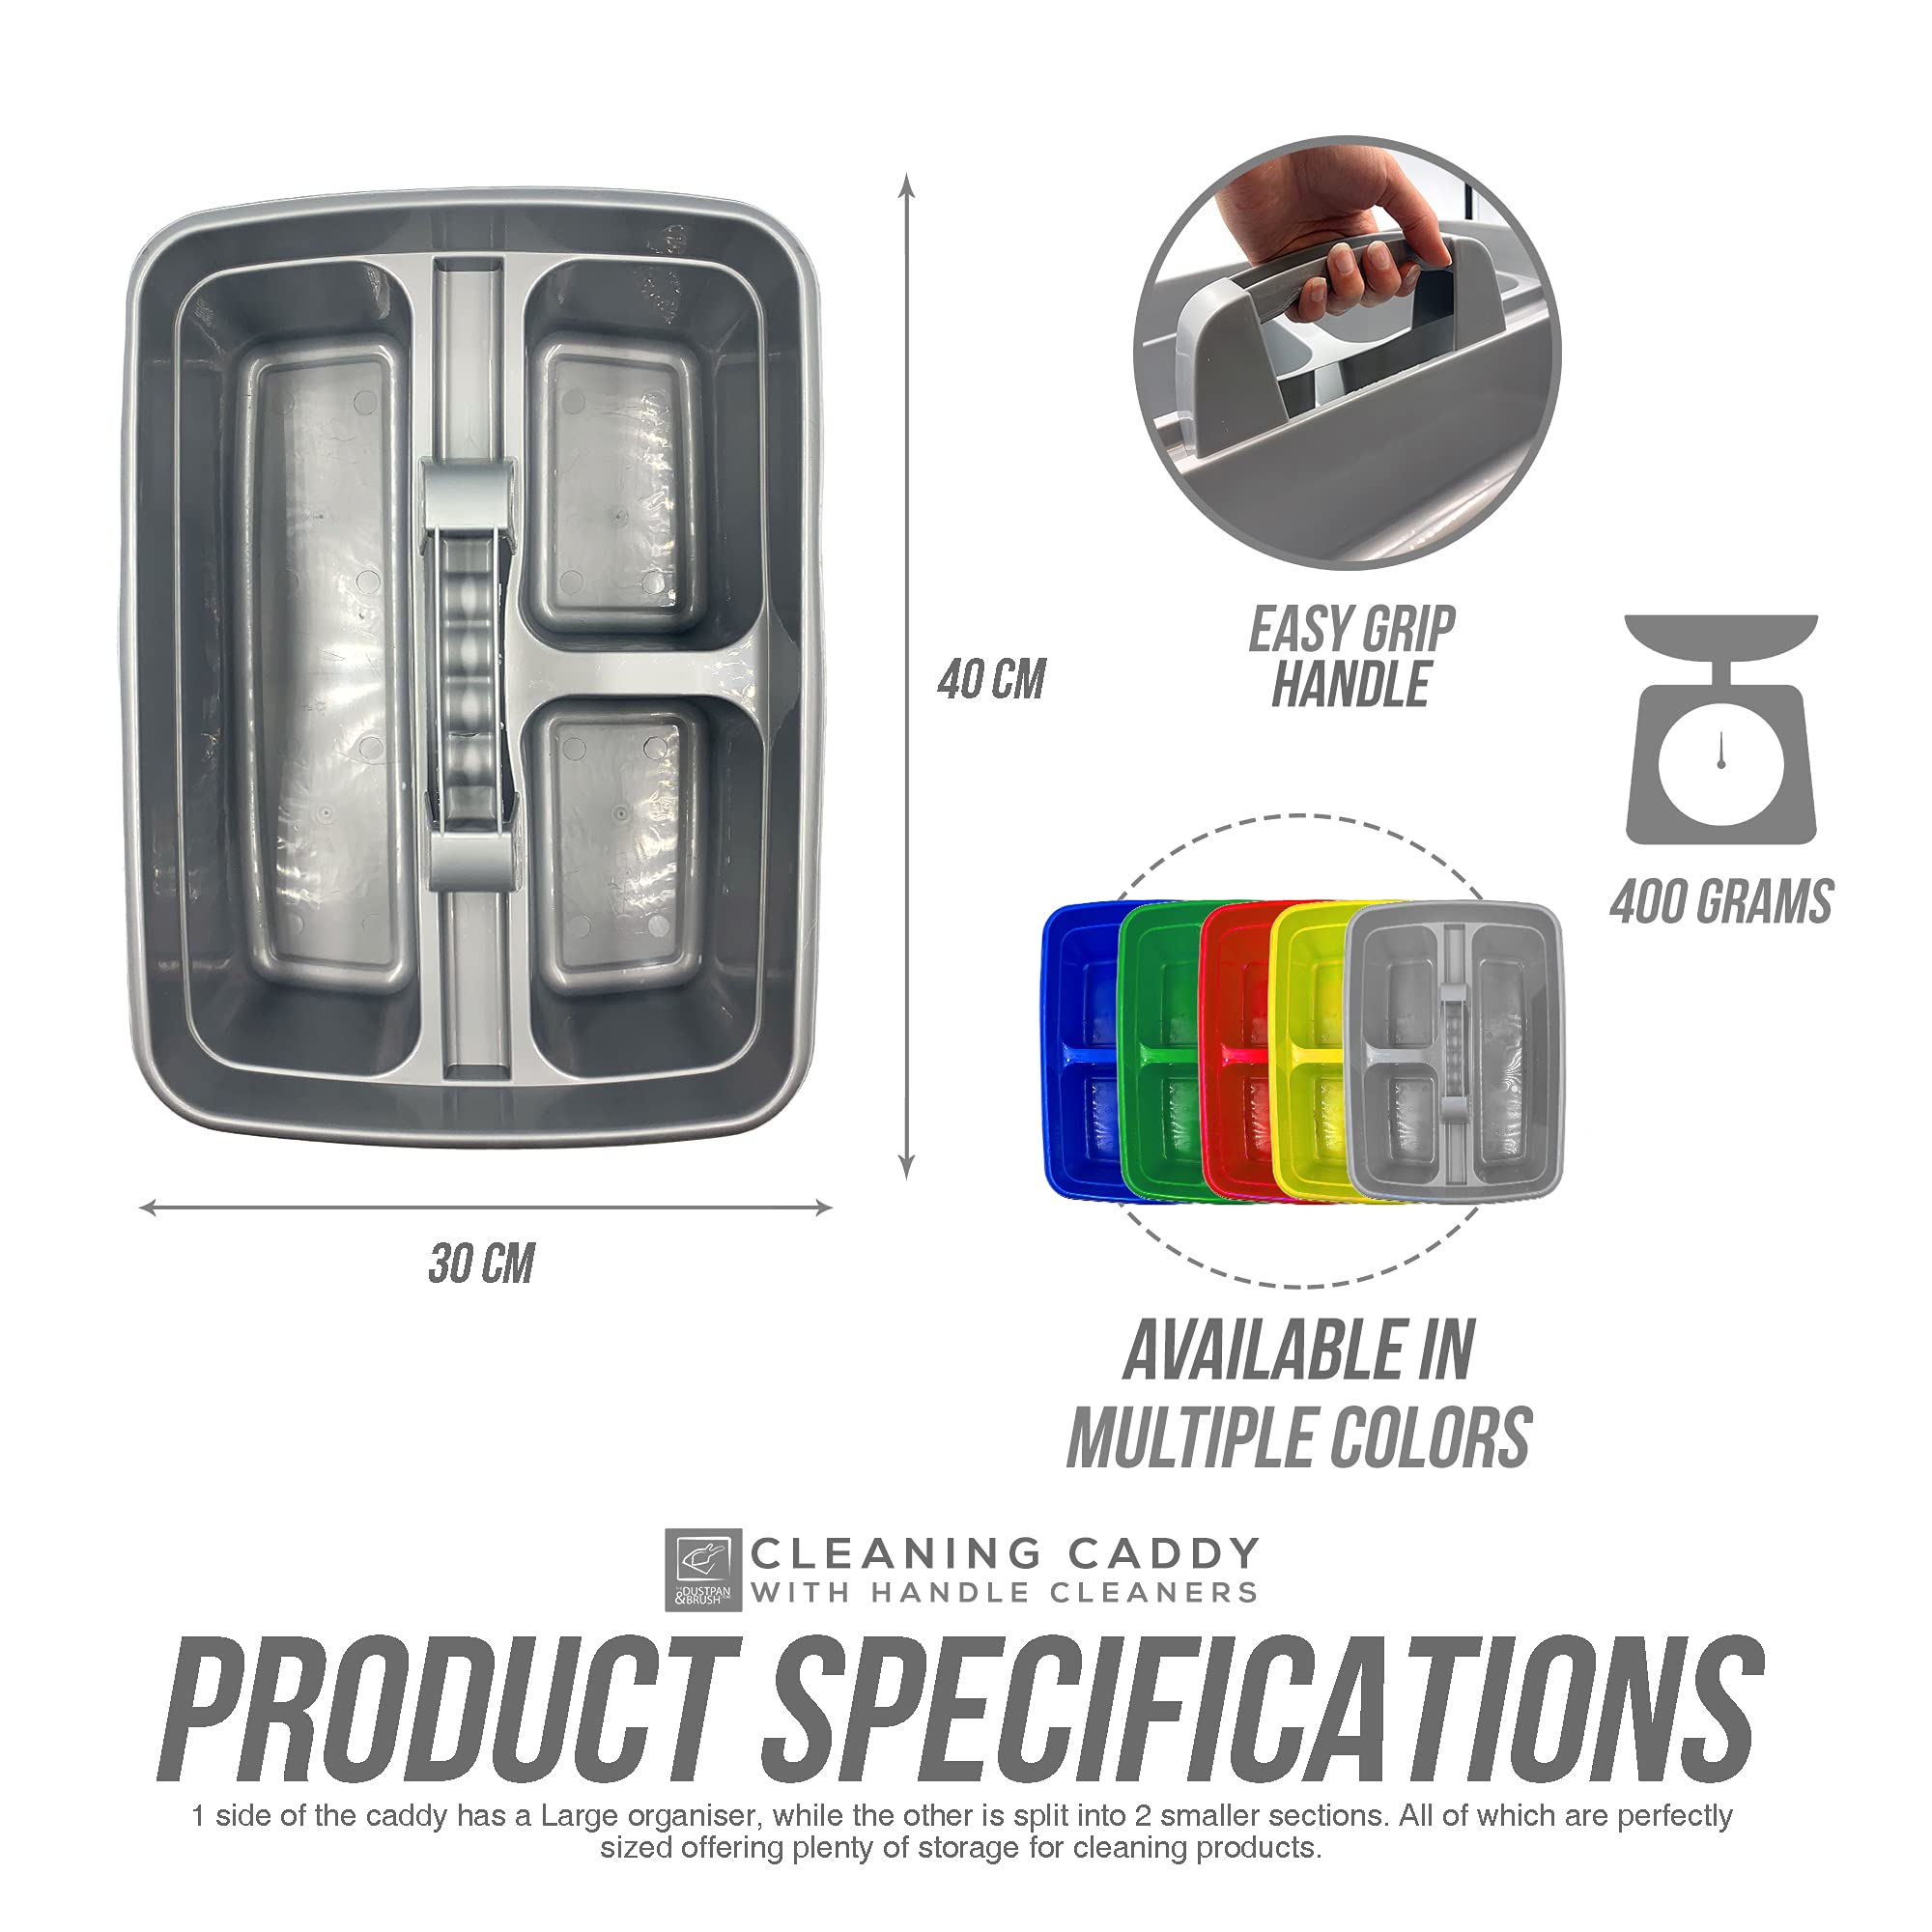 40 CM
30 CM
EASY GRIP
HANDLE
400 GRAMS
AVAILABLE IN
MULTIPLE COLORS
DUSTPAN
&BRUSH
CLEANING CADDY
WITH HANDLE CLEANERS
PRODUCT SPECIFICATIONS
1 side of the caddy has a Large organiser, while the other is split into 2 smaller sections. All of which are perfectly
sized offering plenty of storage for cleaning products.